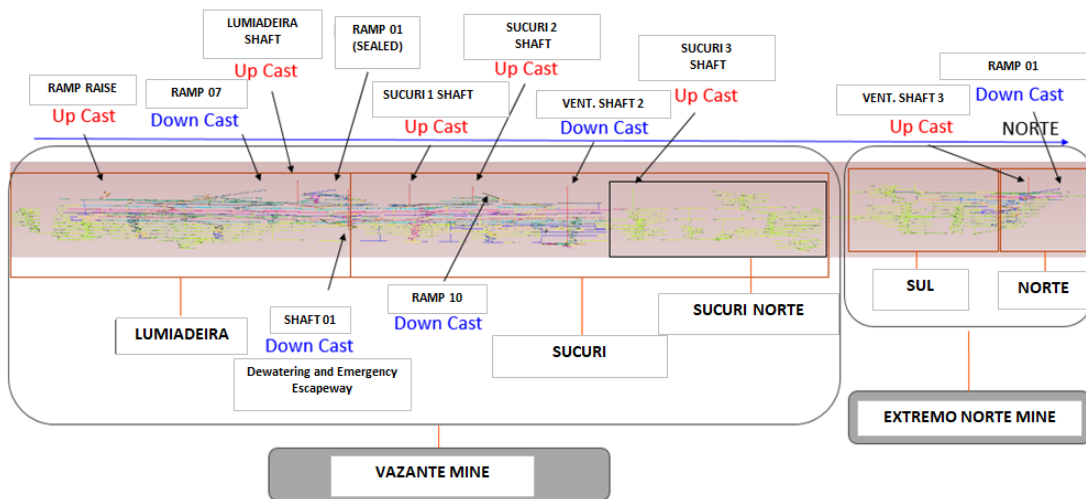 LUMIADEIRA
SHAFT
Up Cast
RAMP 01
(SEALED)
SUCURI 2
SHAFT
Up Cast
SUCURI 3
SHAFT
Up Cast
RAMP 01
Down Cast
RAMP RAISE
Up Cast
RAMP 07
Down Cast
SUCURI 1 SHAFT
Up Cast
VENT. SHAFT 2
Down Cast
VENT. SHAFT 3
Up Cast
NORTE
LUMIADEIRA
SHAFT 01
Down Cast
Dewatering and Emergency
Escapeway
RAMP 10
Down Cast
SUCURI
SUCURI NORTE
SUL
NORTE
VAZANTE MINE
EXTREMO NORTE MINE